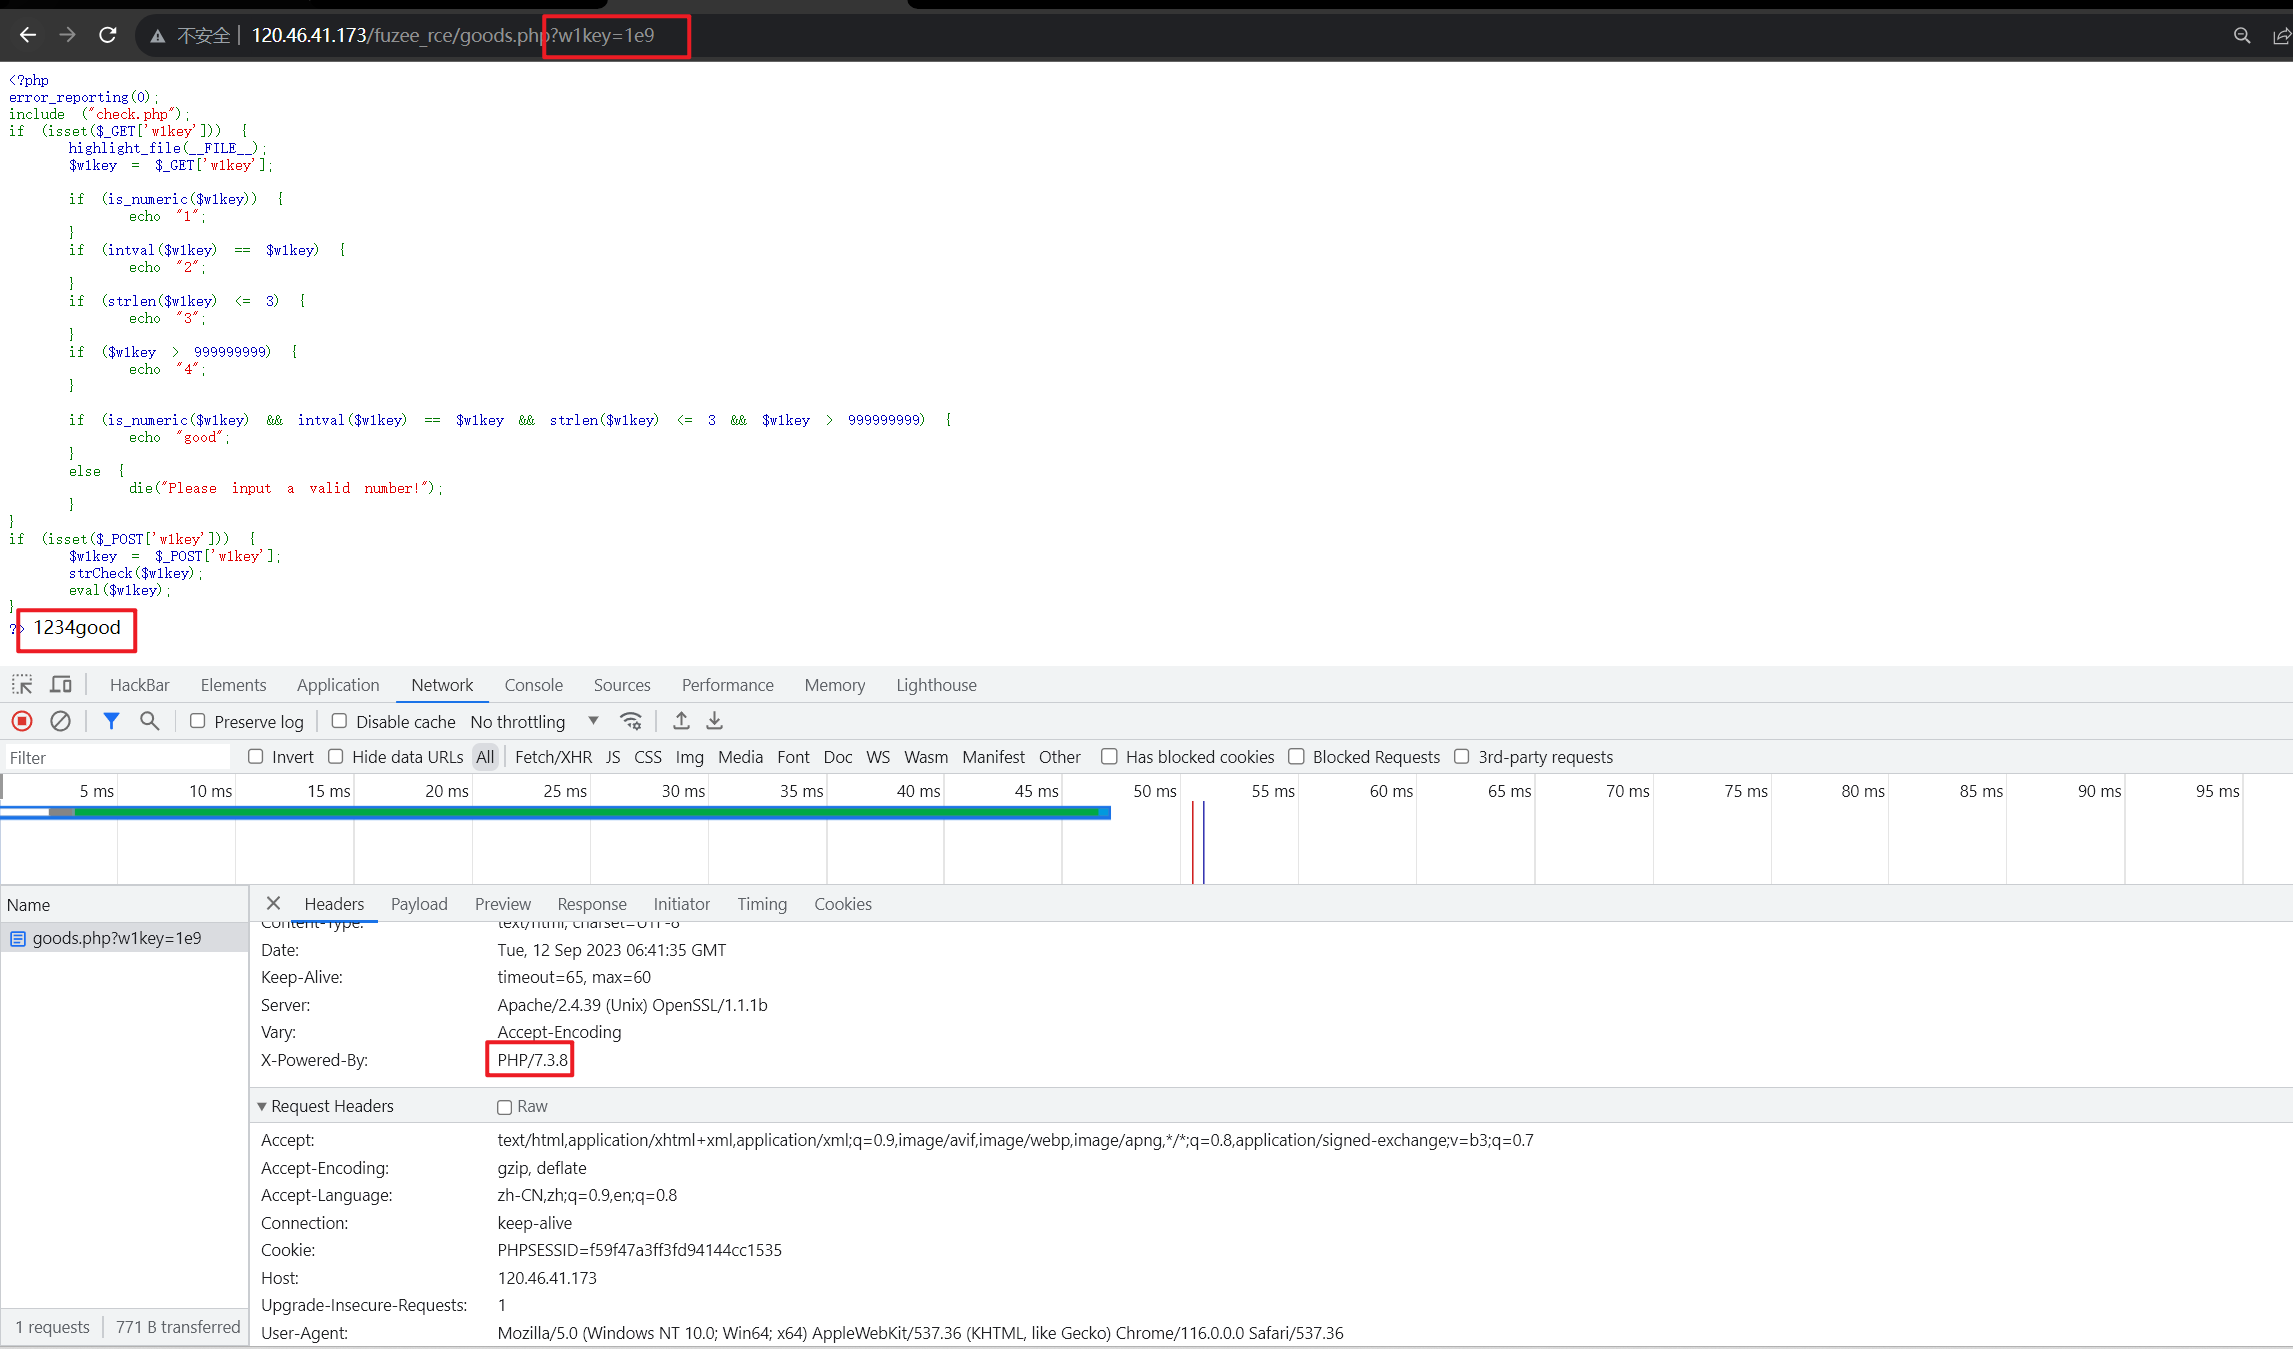 不安全 | 120.46.41.173/fuzee_rce/goods.php?w1key=1e9
<?php
error_reporting(0);
include ("check.php");
if (isset($_GET['w1key'])) {
highlight_file(__FILE__);
$w1key = $_GET['w1key'];
if (is_numeric($w1key)) {
echo "1";
}
if (intval($w1key) == $w1key) {
echo "2";
}
if (strlen($w1key) <= 3) {
echo "3";
}
if ($w1key > 999999999) {
echo "4";
}
if (is_numeric($w1key) && intval($w1key) == $w1key && strlen($w1key) <= 3 && $w1key > 999999999) {
echo "good";
}
else {
die("Please input a valid number!");
}
}
if (isset($_POST['w1key'])) {
$w1key = $_POST['w1key'];
strCheck($w1key);
eval($w1key);
}
?> 1234good
HackBar Elements Application Network Console Sources Performance Memory Lighthouse
Preserve log Disable cache No throttling
Filter Invert Hide data URLs All Fetch/XHR JS CSS Img Media Font Doc WS Wasm Manifest Other Has blocked cookies Blocked Requests 3rd-party requests
5 ms 10 ms 15 ms 20 ms 25 ms 30 ms 35 ms 40 ms 45 ms 50 ms 55 ms 60 ms 65 ms 70 ms 75 ms 80 ms 85 ms 90 ms 95 ms
Name Headers Payload Preview Response Initiator Timing Cookies
goods.php?w1key=1e9
Content-Type: text/html; charset=UTF-8
Date: Tue, 12 Sep 2023 06:41:35 GMT
Keep-Alive: timeout=65, max=60
Server: Apache/2.4.39 (Unix) OpenSSL/1.1.1b
Vary: Accept-Encoding
X-Powered-By: PHP/7.3.8
Request Headers Raw
Accept: text/html,application/xhtml+xml,application/xml;q=0.9,image/avif,image/webp,image/apng,*/*;q=0.8,application/signed-exchange;v=b3;q=0.7
Accept-Encoding: gzip, deflate
Accept-Language: zh-CN,zh;q=0.9,en;q=0.8
Connection: keep-alive
Cookie: PHPSESSID=f59f47a3ff3fd94144cc1535
Host: 120.46.41.173
Upgrade-Insecure-Requests: 1
User-Agent: Mozilla/5.0 (Windows NT 10.0; Win64; x64) AppleWebKit/537.36 (KHTML, like Gecko) Chrome/116.0.0.0 Safari/537.36
1 requests 771 B transferred